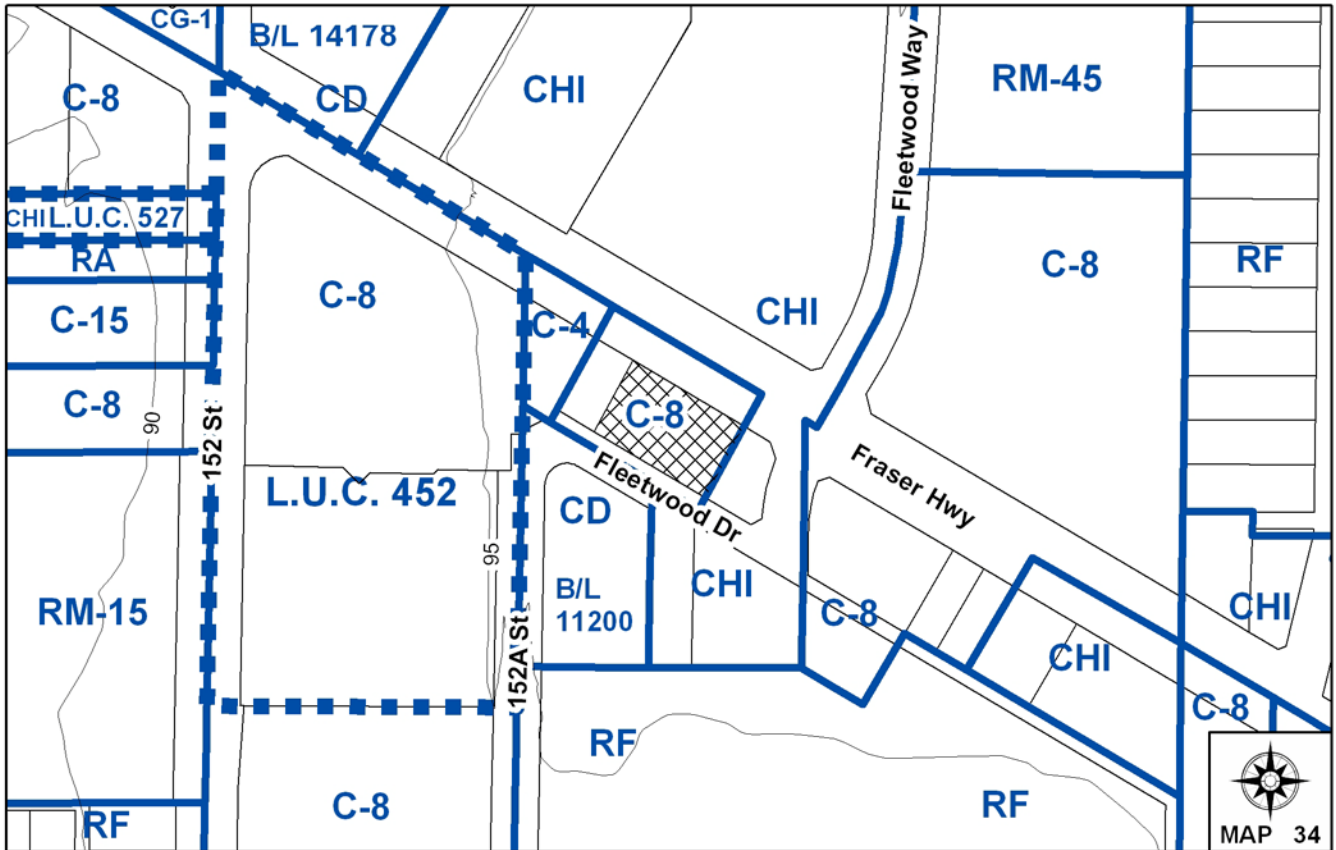 CG-1
B/L 14178
C-8
CD
CHI
Fleetwood Way
RM-45
CHI L.U.C. 527
RA
C-15
C-8
C-8
C-4
CHI
C-8
RF
90
152 St
C-8
Fleetwood Dr
Fraser Hwy
L.U.C. 452
95
CD
B/L
11200
CHI
C-8
CHI
CHI
RM-15
152A St
RF
C-8
C-8
RF
RF
MAP 34